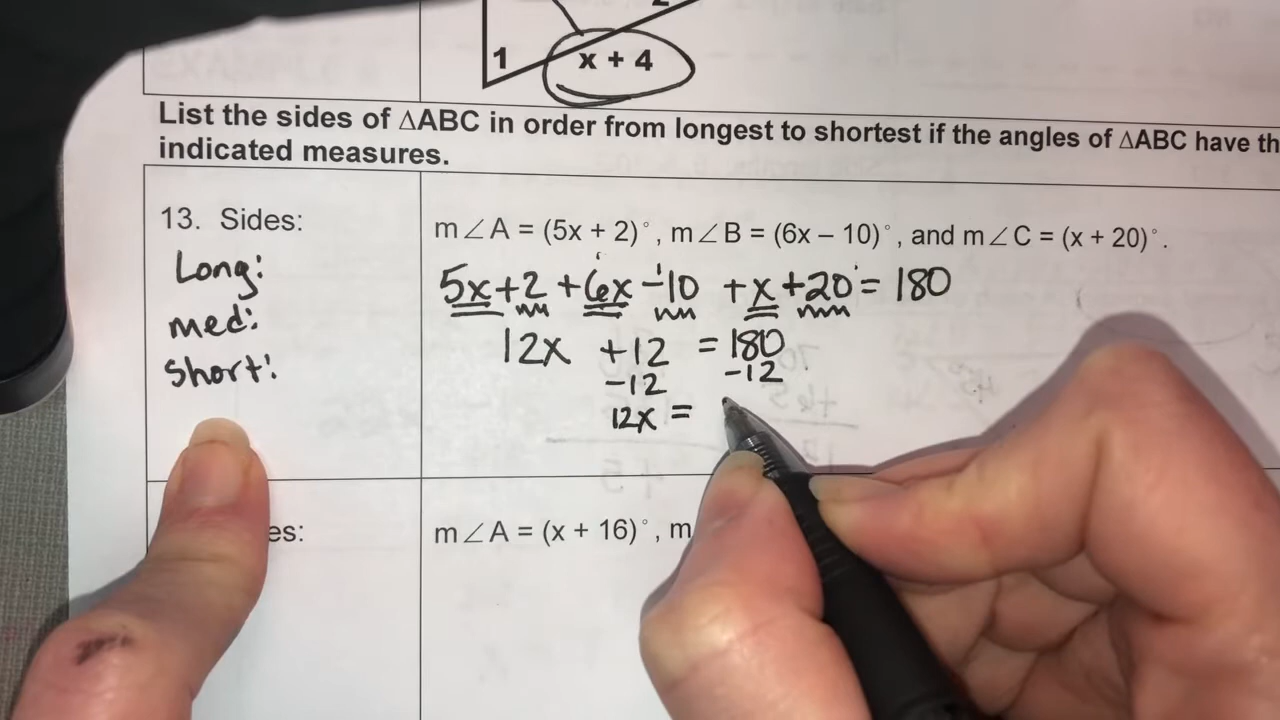 1
x + 4
List the sides of ∆ABC in order from longest to shortest if the angles of ∆ABC have
indicated measures.
13. Sides:
m∠A = (5x + 2)°, m∠B = (6x – 10)°, and m∠C = (x + 20)°.
Long:
med:
Short:
5x+2 +6x -10 +x +20 = 180
12x +12 = 180
-12 -12
12x =
m∠A = (x + 16)°, m